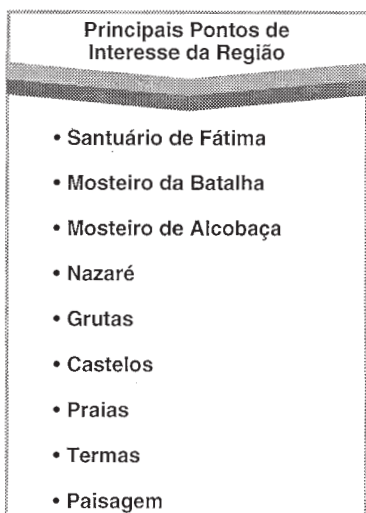 Principais Pontos de
Interesse da Região
• Santuário de Fátima
• Mosteiro da Batalha
• Mosteiro de Alcobaça
• Nazaré
• Grutas
• Castelos
• Praias
• Termas
• Paisagem